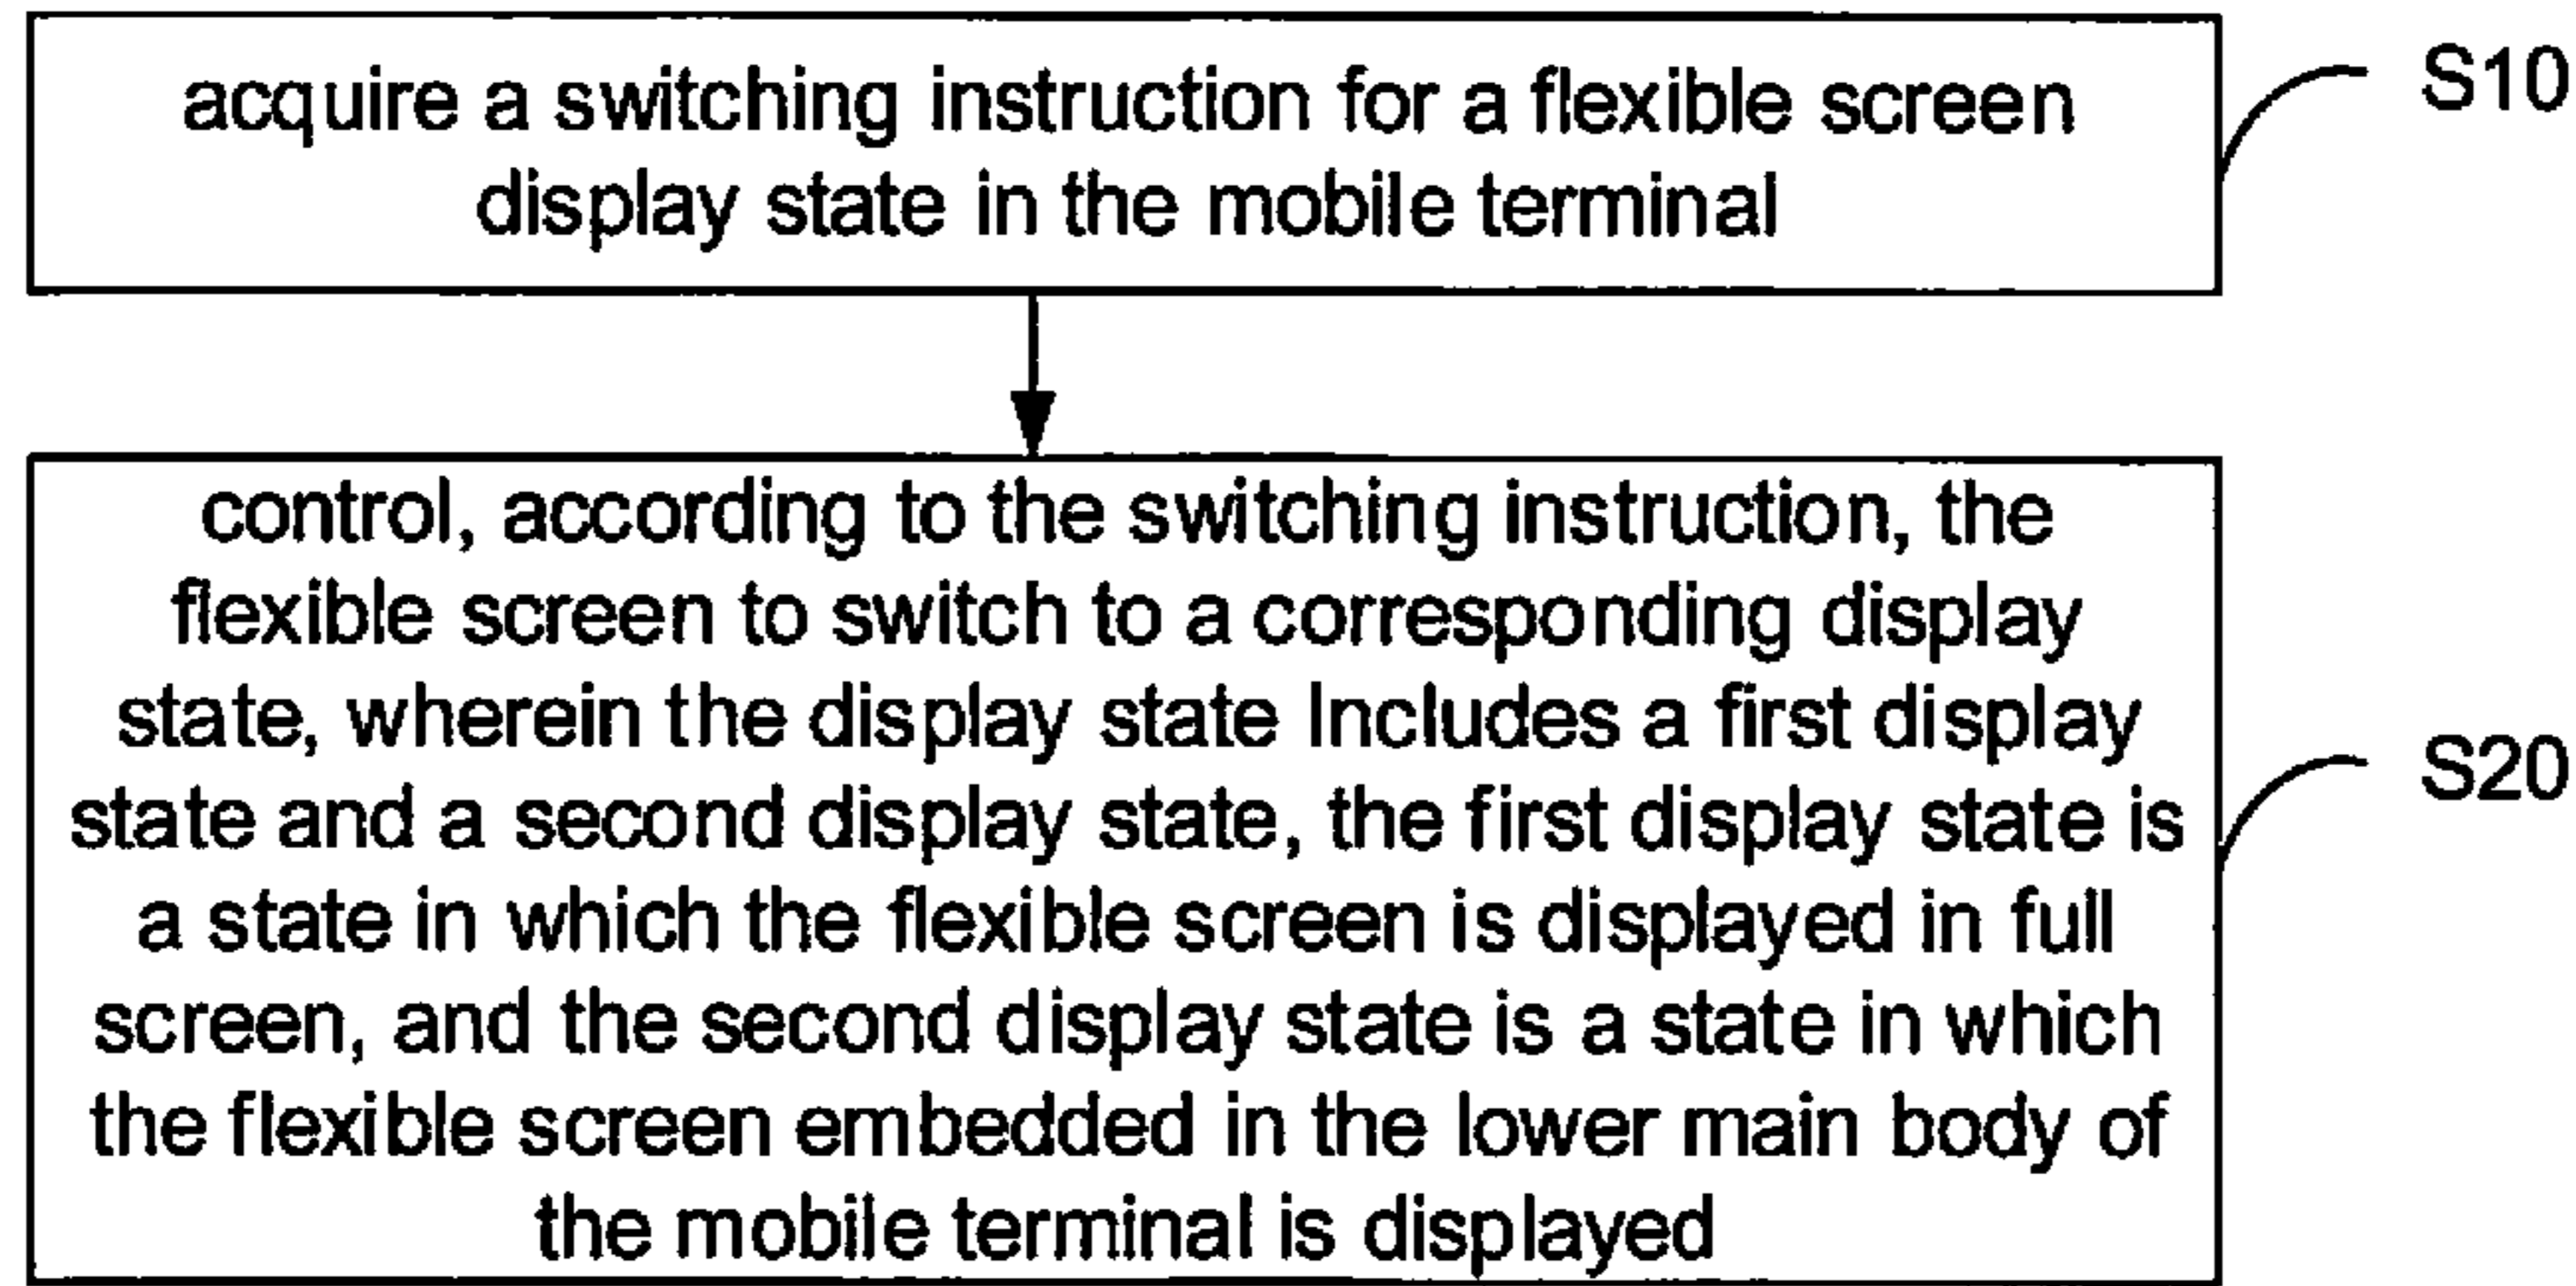 acquire a switching instruction for a flexible screen
display state in the mobile terminal
S10
control, according to the switching instruction, the
flexible screen to switch to a corresponding display
state, wherein the display state Includes a first display
state and a second display state, the first display state is
a state in which the flexible screen is displayed in full
screen, and the second display state is a state in which
the flexible screen embedded in the lower main body of
the mobile terminal is displayed
S20